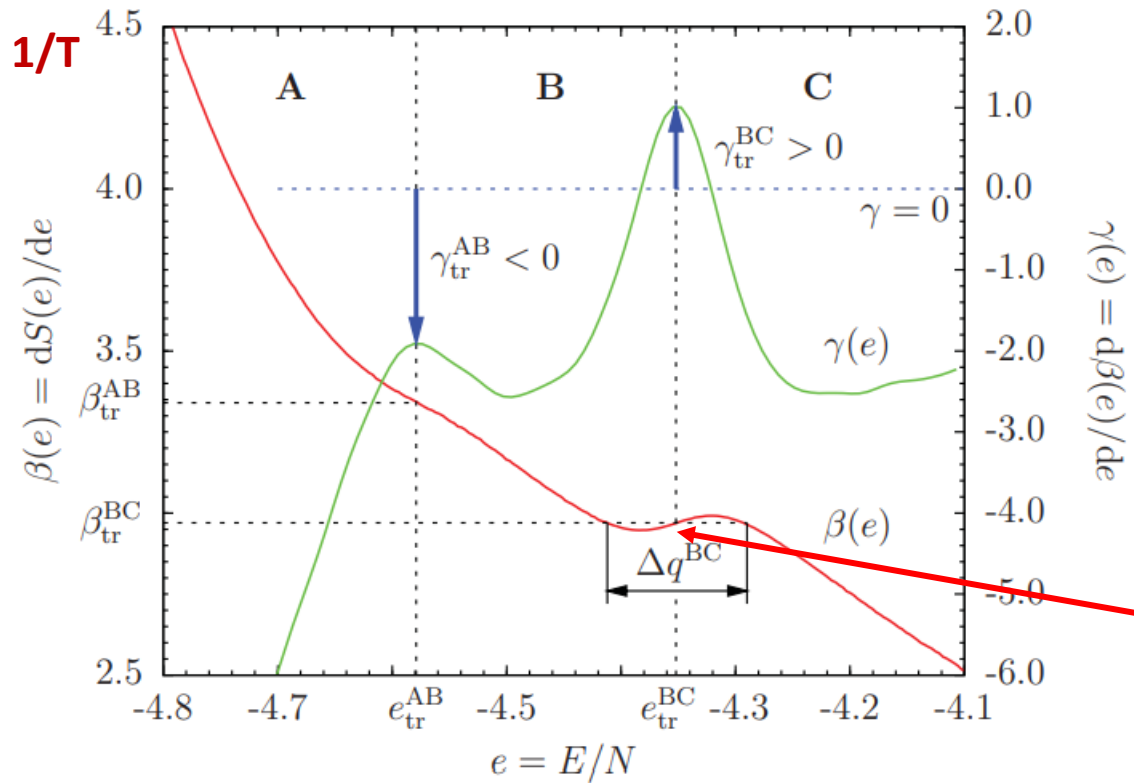 1/T
4.5
4.0
3.5
β_tr^AB
β_tr^BC
2.5
β(e) = dS(e)/de
A
B
C
γ_tr^AB < 0
γ_tr^BC > 0
γ = 0
γ(e)
β(e)
Δq^BC
2.0
1.0
0.0
-1.0
-2.0
-3.0
-4.0
-5.0
-6.0
γ(e) = dβ(e)/de
-4.8 -4.7 e_tr^AB -4.5 e_tr^BC -4.3 -4.2 -4.1
e = E/N